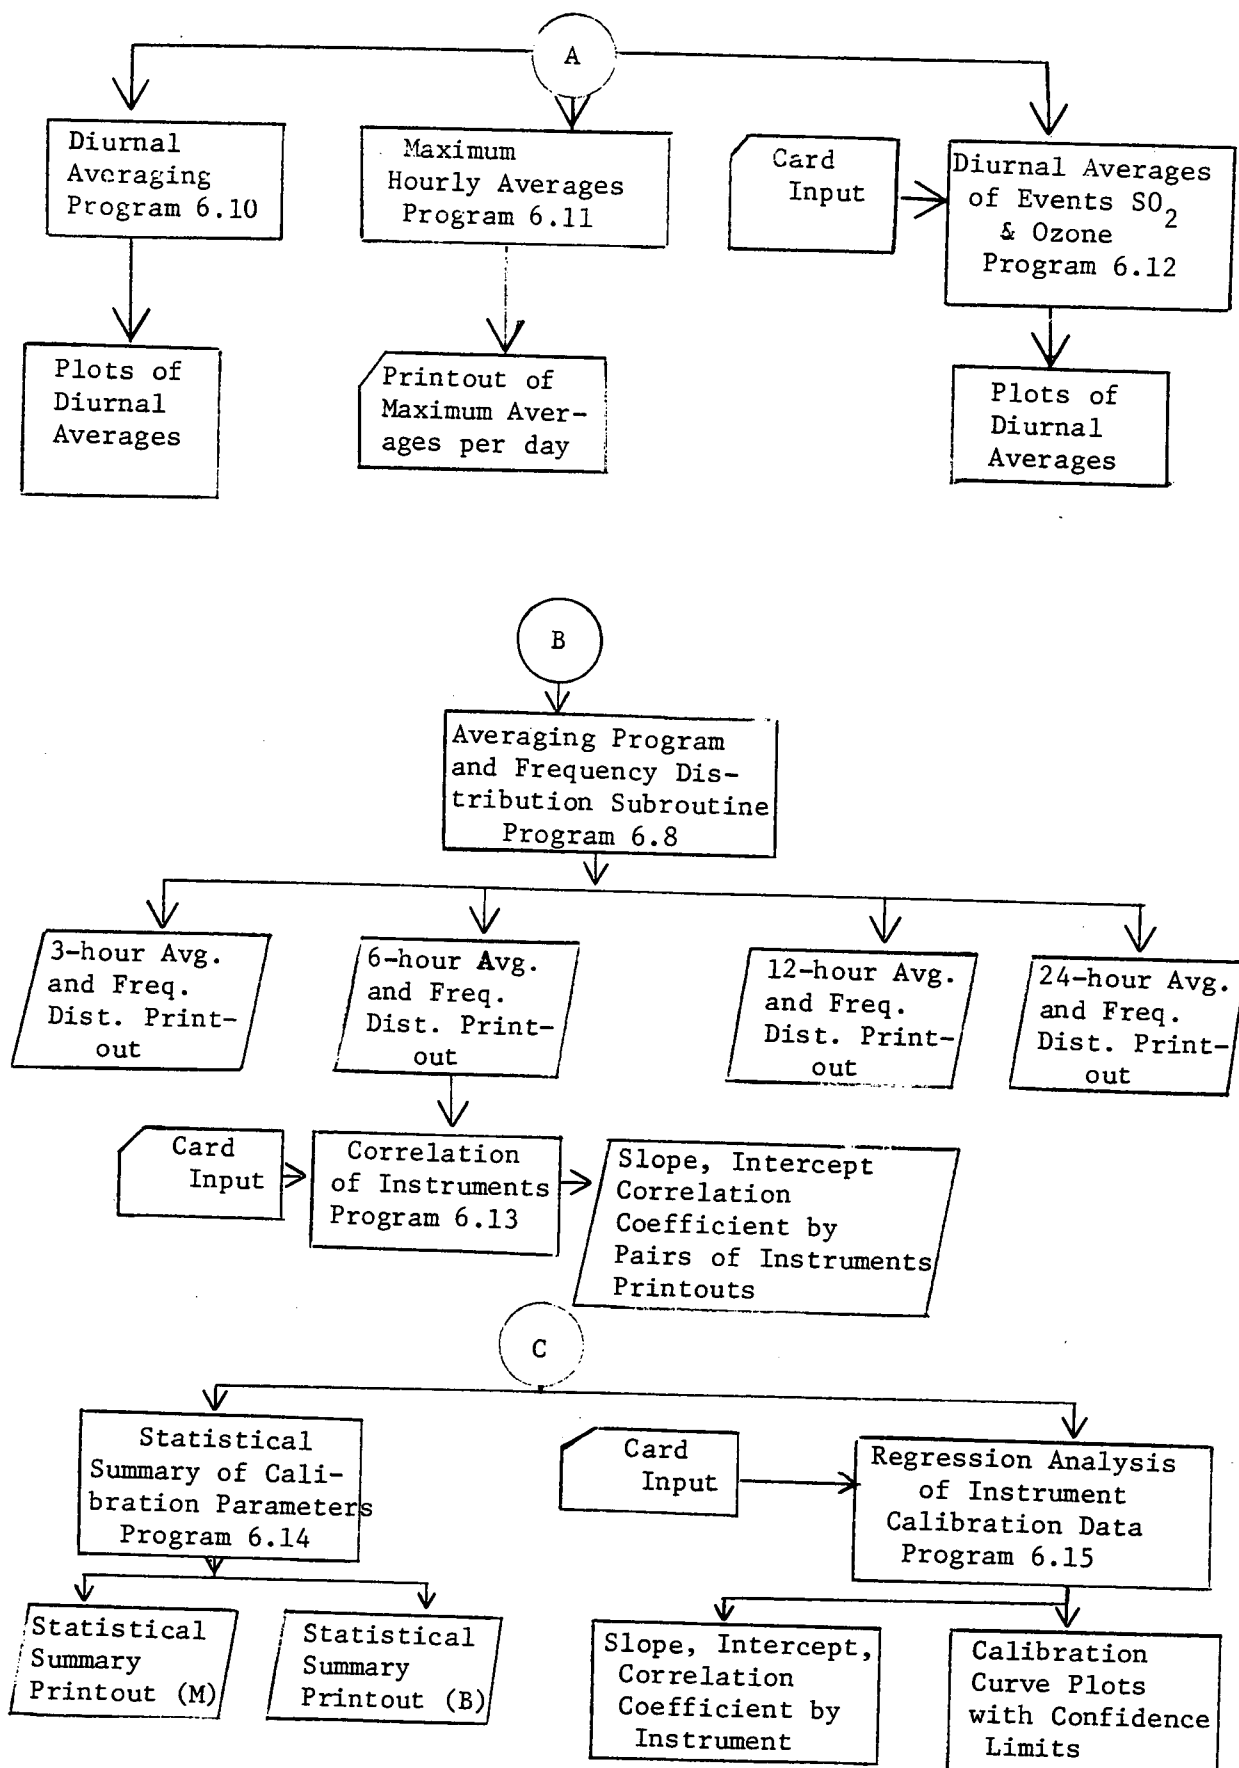 A
Diurnal
Averaging
Program 6.10
Maximum
Hourly Averages
Program 6.11
Card
Input
Diurnal Averages
of Events SO2
& Ozone
Program 6.12
Plots of
Diurnal
Averages
Printout of
Maximum Aver-
ages per day
Plots of
Diurnal
Averages
B
Averaging Program
and Frequency Dis-
tribution Subroutine
Program 6.8
3-hour Avg.
and Freq.
Dist. Print-
out
6-hour Avg.
and Freq.
Dist. Print-
out
12-hour Avg.
and Freq.
Dist. Print-
out
24-hour Avg.
and Freq.
Dist. Print-
out
Card
Input
Correlation
of Instruments
Program 6.13
Slope, Intercept
Correlation
Coefficient by
Pairs of Instruments
Printouts
C
Statistical
Summary of Cali-
bration Parameters
Program 6.14
Card
Input
Regression Analysis
of Instrument
Calibration Data
Program 6.15
Statistical
Summary
Printout (M)
Statistical
Summary
Printout (B)
Slope, Intercept,
Correlation
Coefficient by
Instrument
Calibration
Curve Plots
with Confidence
Limits